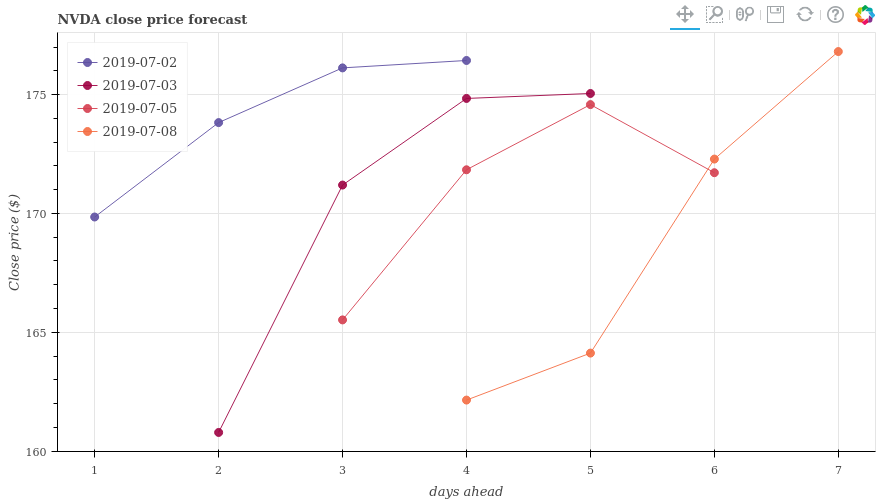 NVDA close price forecast
2019-07-02
2019-07-03
2019-07-05
2019-07-08
175
170
165
160
Close price ($)
1 2 3 4 5 6 7
days ahead